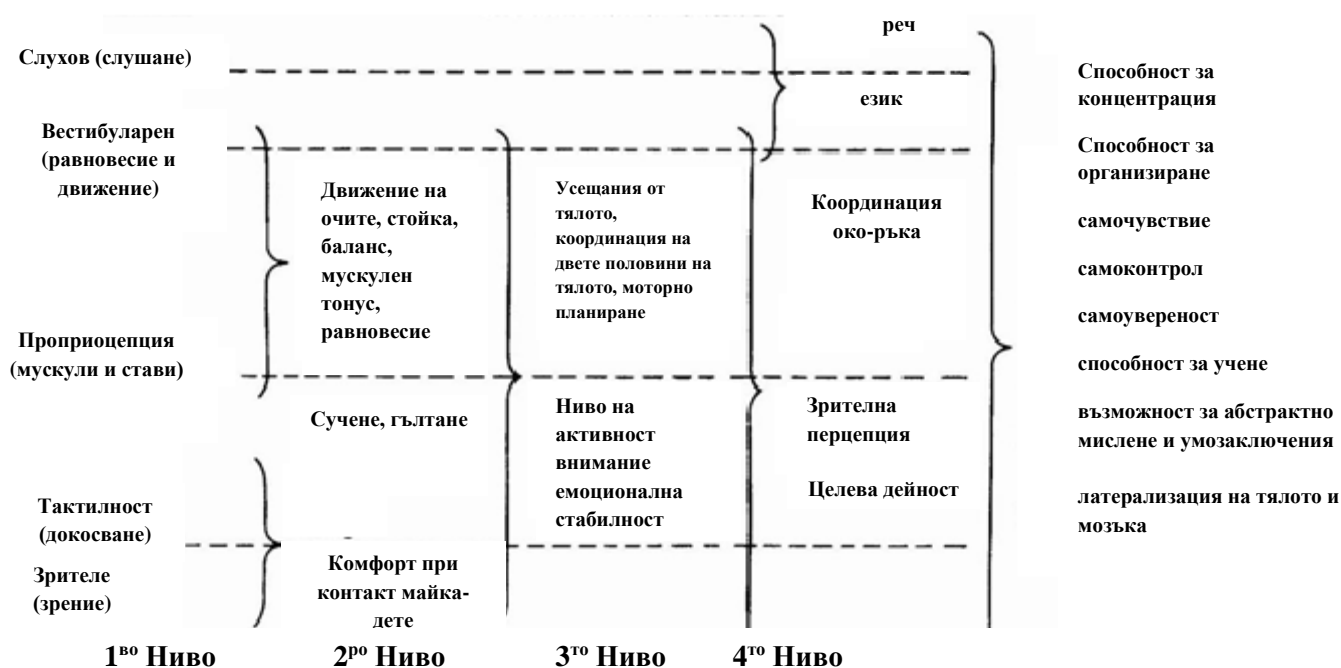 Слухов (слушане)
Вестибуларен
(равновесие и
движение)
Проприоцепция
(мускули и стави)
Тактилност
(докосване)
Зрителе
(зрение)
Движение на
очите, стойка,
баланс,
мускулен
тонус,
равновесие
Сучене, гълтане
Комфорт при
контакт майка-
дете
Усещания от
тялото,
координация на
двете половини на
тялото, моторно
планиране
Ниво на
активност
внимание
емоционална
стабилност
реч
език
Координация
око-ръка
Зрителна
перцепция
Целева дейност
Способност за
концентрация
Способност за
организиране
самочувствие
самоконтрол
самоувереност
способност за учене
възможност за абстрактно
мислене и умозаключения
латерализация на тялото и
мозъка
1во Ниво
2ро Ниво
3то Ниво
4то Ниво